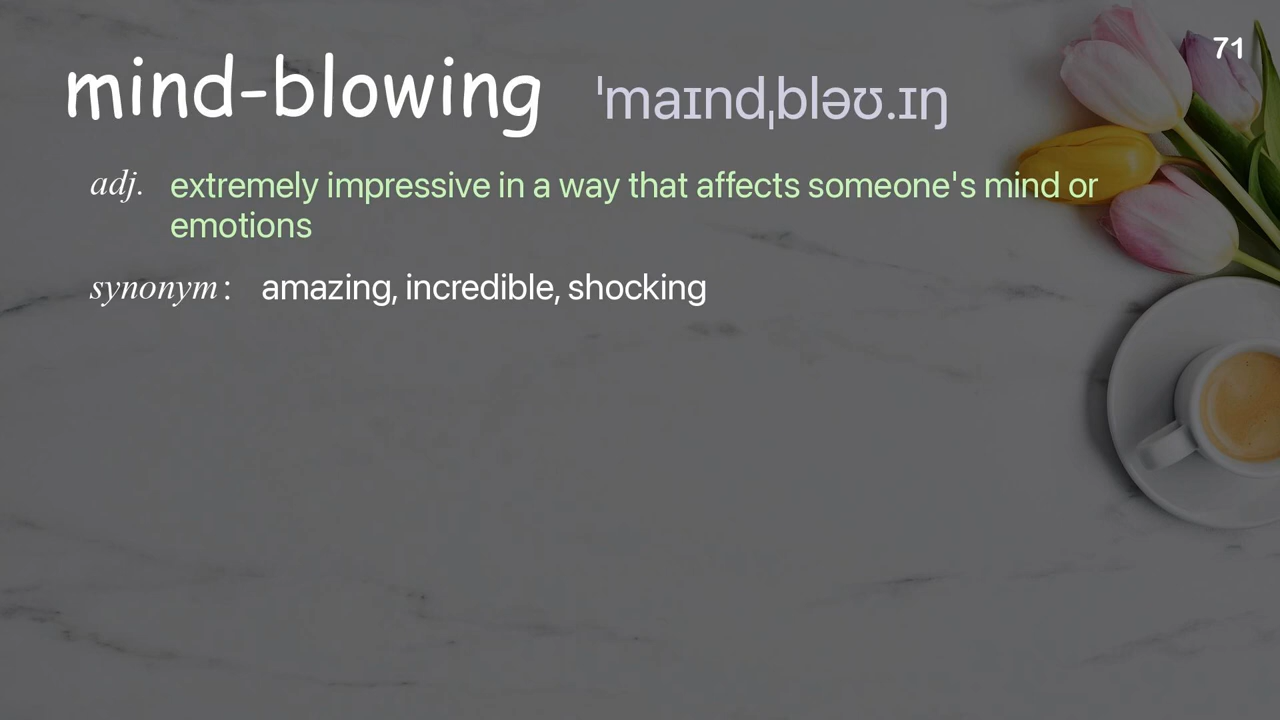 71
mind-blowing ˈmaɪndˌbləʊ.ɪŋ
adj. extremely impressive in a way that affects someone's mind or
emotions
synonym: amazing, incredible, shocking